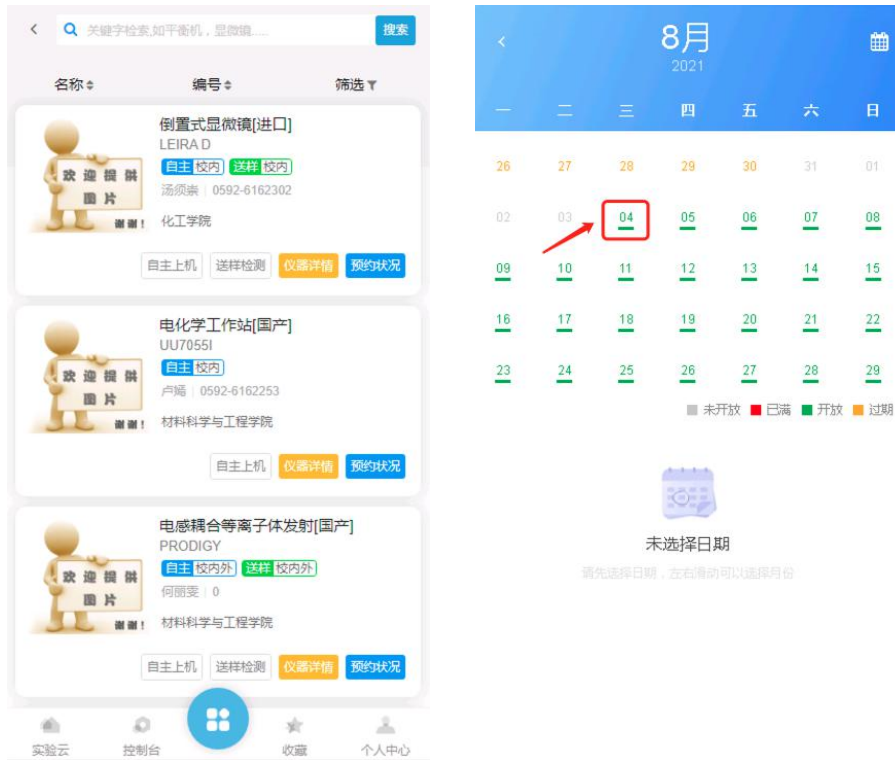 关键字检索,如平衡机，显微镜.....
搜索
名称 编号 筛选
欢迎提供
图片
谢谢！
倒置式显微镜[进口]
LEIRA D
自主 校内 送样 校内
汤须崇 | 0592-6162302
化工学院
自主上机 送样检测 仪器详情 预约状况
欢迎提供
图片
谢谢！
电化学工作站[国产]
UU7055I
自主 校内
卢嫣 | 0592-6162253
材料科学与工程学院
自主上机 仪器详情 预约状况
欢迎提供
图片
谢谢！
电感耦合等离子体发射[国产]
PRODIGY
自主 校内外 送样 校内外
何丽雯 | 0
材料科学与工程学院
自主上机 送样检测 仪器详情 预约状况
实验云 控制台 收藏 个人中心
8月
2021
一 二 三 四 五 六 日
26 27 28 29 30 31 01
02 03 04 05 06 07 08
09 10 11 12 13 14 15
16 17 18 19 20 21 22
23 24 25 26 27 28 29
未开放 已满 开放 过期
未选择日期
请先选择日期，左右滑动可以选择月份